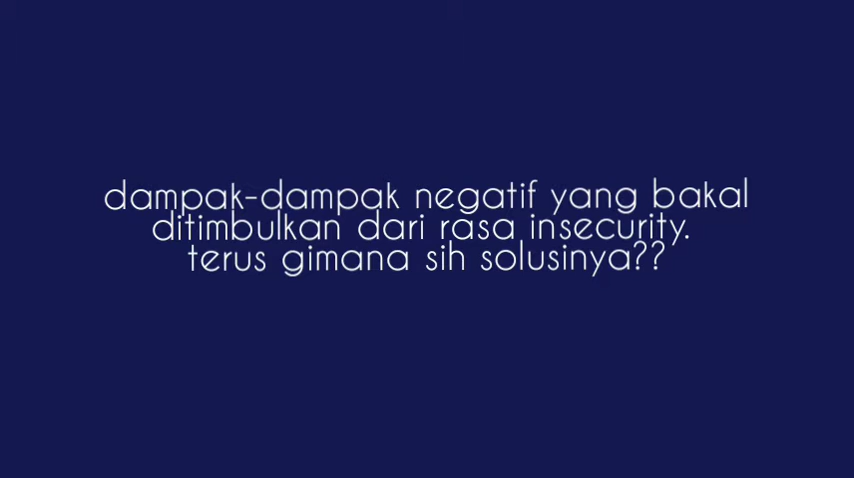 dampak-dampak negatif yang bakal
ditimbulkan dari rasa insecurity.
terus gimana sih solusinya??